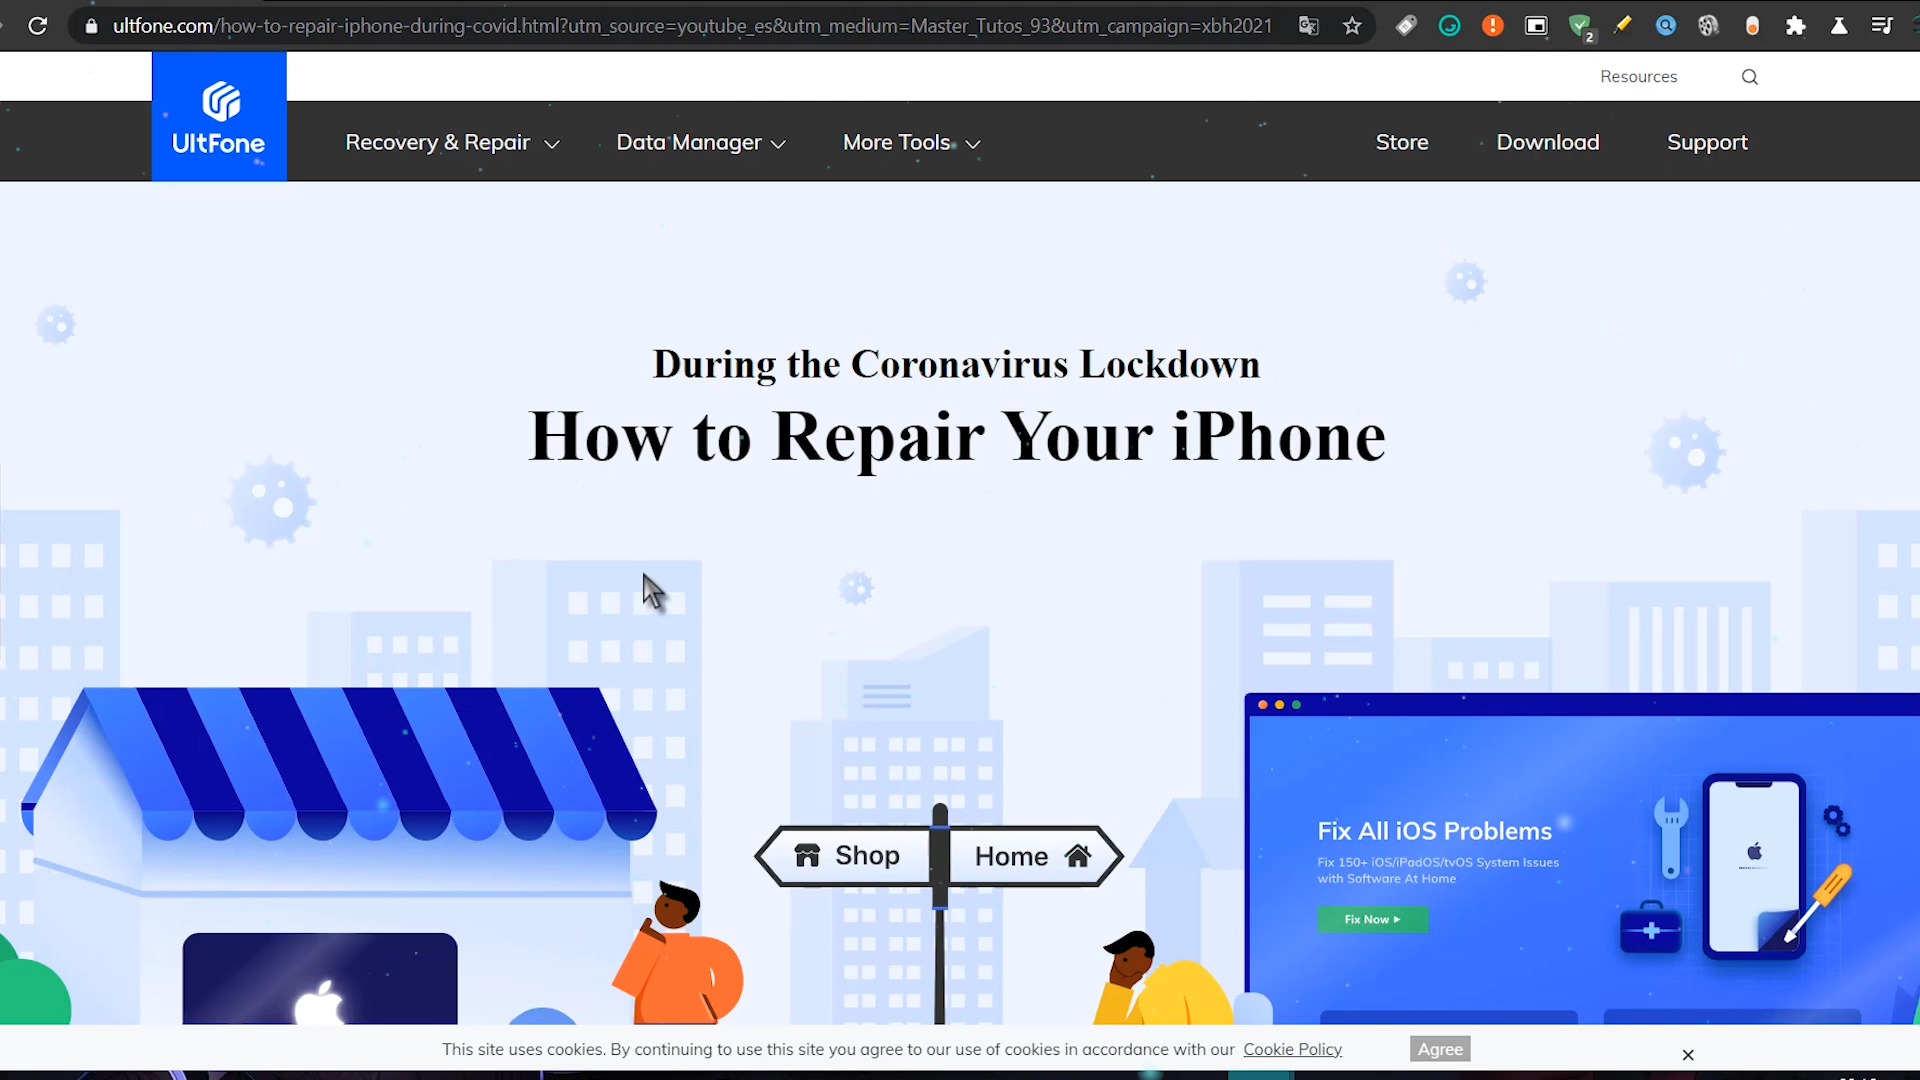 ultfone.com/how-to-repair-iphone-during-covid.html?utm_source=youtube_es&utm_medium=Master_Tutos_93&utm_campaign=xbh2021
2
Resources
UltFone
Recovery & Repair
Data Manager
More Tools
Store
Download
Support
During the Coronavirus Lockdown
How to Repair Your iPhone
Shop
Home
Fix All iOS Problems
Fix 150+ iOS/iPadOS/tvOS System Issues
with Software At Home
Fix Now
This site uses cookies. By continuing to use this site you agree to our use of cookies in accordance with our Cookie Policy
Agree